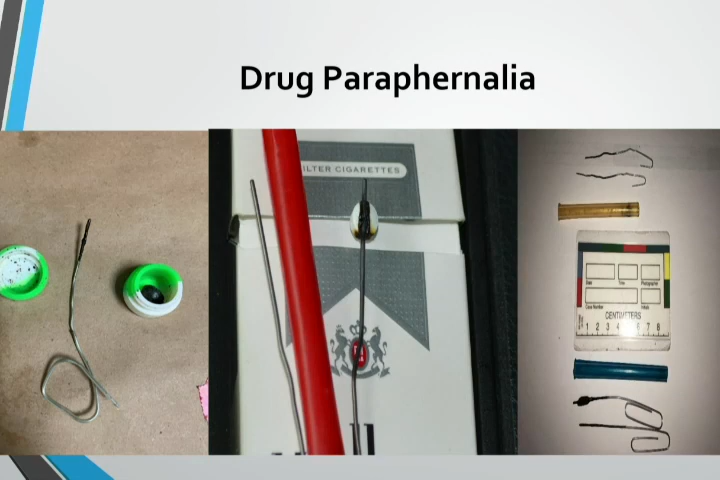 Drug Paraphernalia
FILTER CIGARETTES
CENTIMETERS
1 2 3 4 5 6 7 8